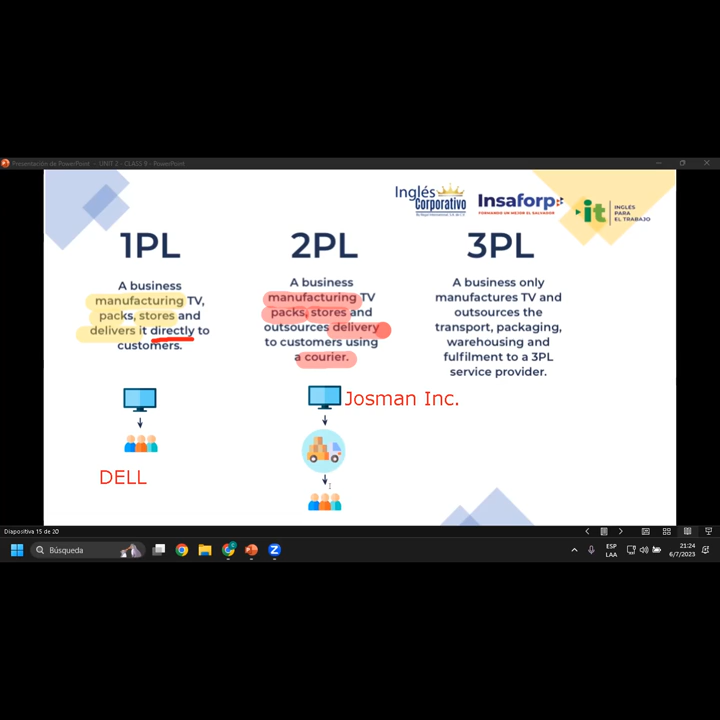 Presentación de PowerPoint - UNIT 2 - CLASS 9 - PowerPoint
Inglés
Corporativo
Insaforp
FORMANDO UN MEJOR EL SALVADOR
it
INGLÉS
PARA
EL TRABAJO
1PL
A business
manufacturing TV,
packs, stores and
delivers it directly to
customers.
DELL
2PL
A business
manufacturing TV
packs, stores and
outsources delivery
to customers using
a courier.
Josman Inc.
3PL
A business only
manufactures TV and
outsources the
transport, packaging,
warehousing and
fulfilment to a 3PL
service provider.
Diapositiva 15 de 20
Búsqueda
ESP
LAA
21:24
6/7/2023